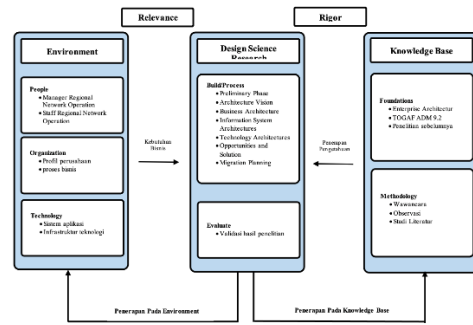 Relevance
Rigor
Environment
People
• Manager Regional
Network Operation
• Staff Regional Network
Operation
Organization
• Profil perusahaan
• proses bisnis
Technology
• Sistem aplikasi
• Infrastruktur teknologi
Kebutuhan
Bisnis
Design Science
Research
Build/Process
• Preliminary Phase
• Architecture Vision
• Business Architecture
• Information System
Architectures
• Technology Architectures
• Opportunities and
Solution
• Migration Planning
Evaluate
• Validasi hasil penelitian
Penerapan
Pengetahuan
Knowledge Base
Foundations
• Enterprise Architectur
• TOGAF ADM 9.2
• Penelitian sebelumnya
Methodology
• Wawancara
• Observasi
• Studi Literatur
Penerapan Pada Environment
Penerapan Pada Knowledge Base